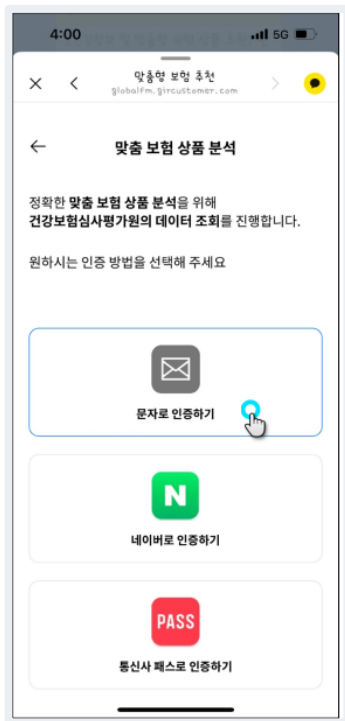 4:00
5G
맞춤형 보험 추천
globalfm.gircustomer.com
맞춤 보험 상품 분석
정확한 맞춤 보험 상품 분석을 위해
건강보험심사평가원의 데이터 조회를 진행합니다.
원하시는 인증 방법을 선택해 주세요
문자로 인증하기
N
네이버로 인증하기
PASS
통신사 패스로 인증하기